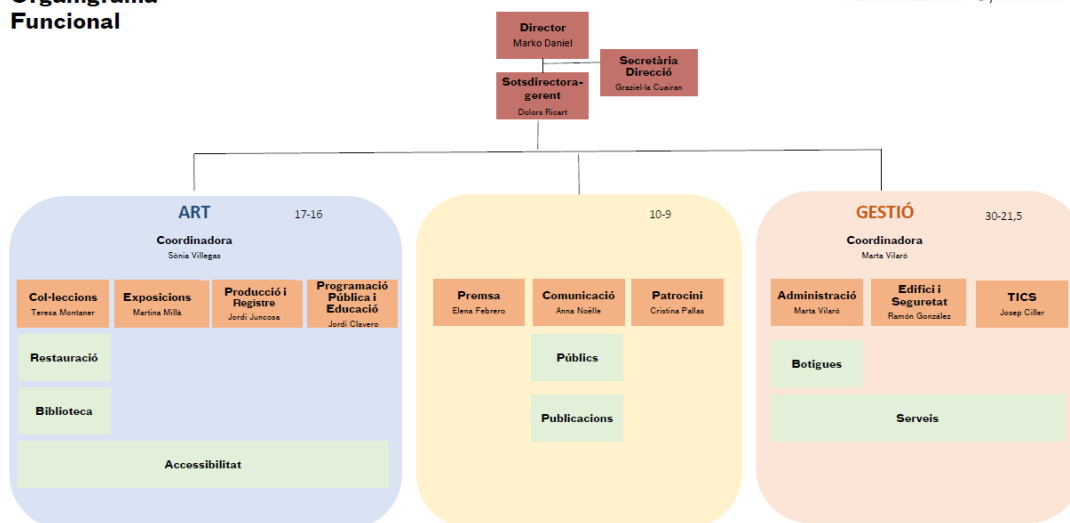 Funcional
Director
Marko Daniel
Secretària
Direcció
Graziel·la Cuairan
Sotsdirectora-
gerent
Dolors Ricart
ART
17-16
Coordinadora
Sònia Villegas
Col·leccions
Teresa Montaner
Exposicions
Martina Millà
Producció i
Registre
Jordi Juncosa
Programació
Pública i
Educació
Jordi Clavero
Restauració
Biblioteca
Accessibilitat
10-9
Premsa
Elena Febrero
Comunicació
Anna Noëlle
Patrocini
Cristina Pallas
Públics
Publicacions
GESTIÓ
30-21,5
Coordinadora
Marta Vilaró
Administració
Marta Vilaró
Edifici i
Seguretat
Ramón González
TICS
Josep Ciller
Botigues
Serveis